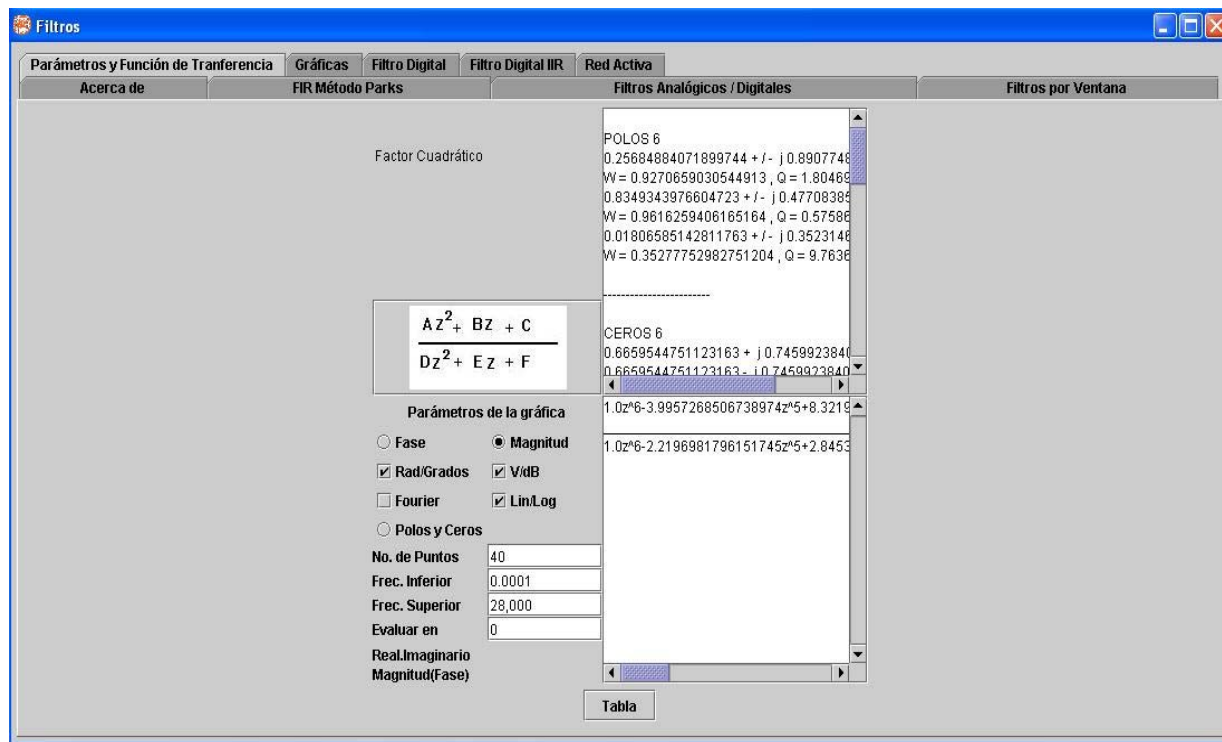 Filtros
Parámetros y Función de Tranferencia Gráficas Filtro Digital Filtro Digital IIR Red Activa
Acerca de FIR Método Parks Filtros Analógicos / Digitales Filtros por Ventana
Factor Cuadrático
POLOS 6
0.25684884071899744 + / - j 0.8907748
W = 0.9270659030544913 , Q = 1.80469
0.8349343976604723 + / - j 0.47708385
W = 0.9616259406165164 , Q = 0.57586
0.01806585142811763 + / - j 0.3523146
W = 0.35277752982751204 , Q = 9.7636
------------------------
CEROS 6
0.6659544751123163 + j 0.7459923840
0.6659544751123163 - j 0.7459923840
Az²+ Bz + C
Dz²+ Ez + F
1.0z^6-3.9957268506738974z^5+8.3219
1.0z^6-2.2196981796151745z^5+2.8453
Parámetros de la gráfica
Fase Magnitud
Rad/Grados V/dB
Fourier Lin/Log
Polos y Ceros
No. de Puntos 40
Frec. Inferior 0.0001
Frec. Superior 28,000
Evaluar en 0
Real.Imaginario
Magnitud(Fase)
Tabla